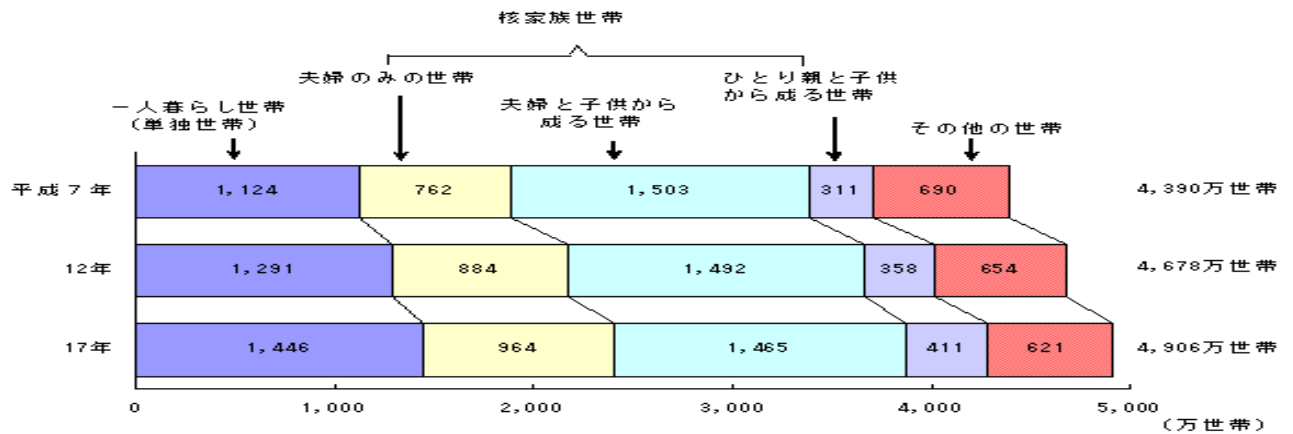 核家族世帯
夫婦のみの世帯
ひとり親と子供
から成る世帯
一人暮らし世帯
(単独世帯)
夫婦と子供から
成る世帯
その他の世帯
平成7年 1,124 762 1,503 311 690 4,390万世帯
12年 1,291 884 1,492 358 654 4,678万世帯
17年 1,446 964 1,465 411 621 4,906万世帯
0 1,000 2,000 3,000 4,000 5,000
(万世帯)